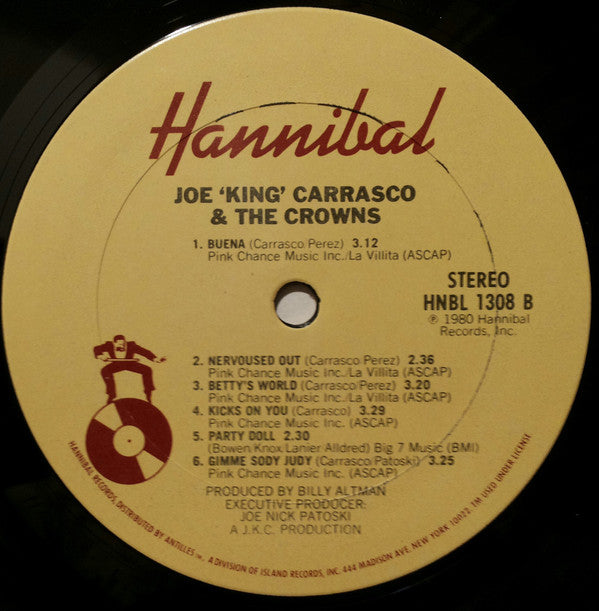 Hannibal
JOE ‘KING’ CARRASCO
& THE CROWNS
1. BUENA (Carrasco/Perez) 3.12
Pink Chance Music Inc./La Villita (ASCAP)
STEREO
HNBL 1308 B
℗ 1980 Hannibal
Records, Inc.
2. NERVOUSED OUT (Carrasco/Perez) 2.36
Pink Chance Music Inc./La Villita (ASCAP)
3. BETTY'S WORLD (Carrasco/Perez) 3.20
Pink Chance Music Inc./La Villita (ASCAP)
4. KICKS ON YOU (Carrasco) 3.29
Pink Chance Music Inc. (ASCAP)
5. PARTY DOLL 2.30
(Bowen/Knox/Lanier Alldred) Big 7 Music (BMI)
6. GIMME SODY JUDY (Carrasco/Patoski) 3.25
Pink Chance Music Inc. (ASCAP)
PRODUCED BY BILLY ALTMAN
EXECUTIVE PRODUCER:
JOE NICK PATOSKI
A J.K.C. PRODUCTION
HANNIBAL RECORDS, DISTRIBUTED BY ANTILLES ™, A DIVISION OF ISLAND RECORDS, INC. 444 MADISON AVE, NEW YORK 10022. TM USED UNDER LICENSE